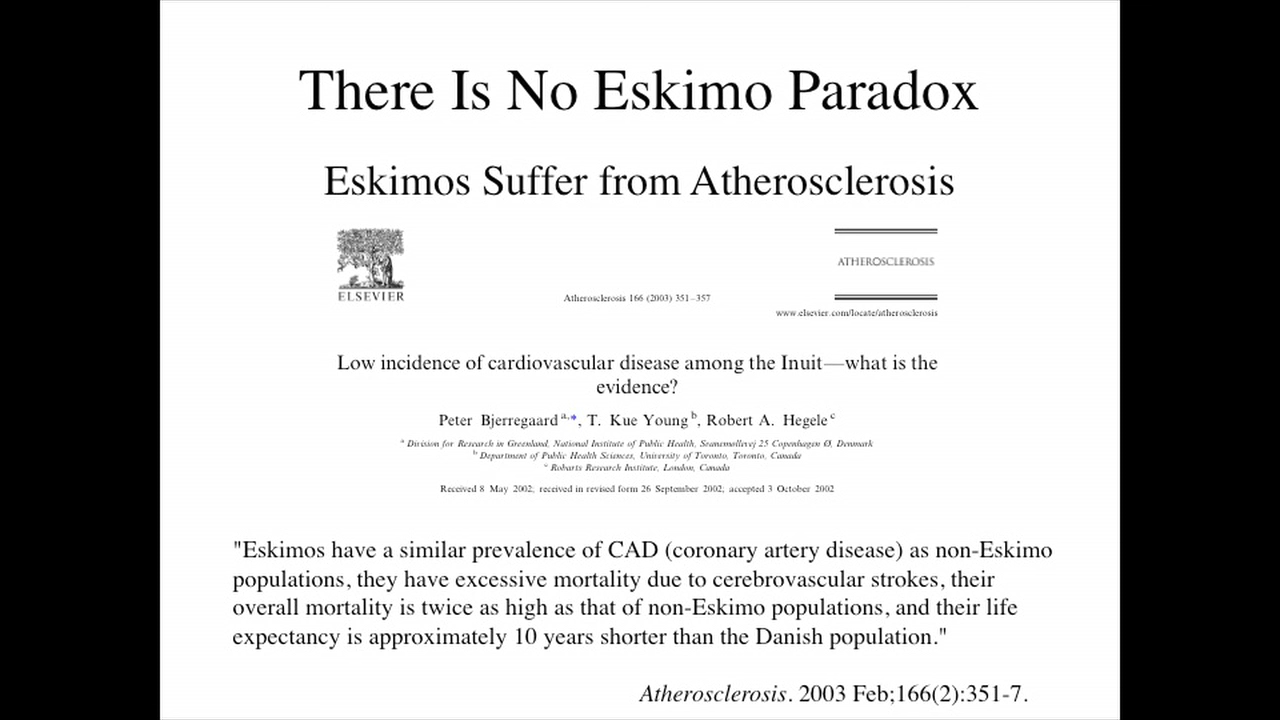 There Is No Eskimo Paradox
Eskimos Suffer from Atherosclerosis
ELSEVIER
Atherosclerosis 166 (2003) 351–357
ATHEROSCLEROSIS
www.elsevier.com/locate/atherosclerosis
Low incidence of cardiovascular disease among the Inuit—what is the
evidence?
Peter Bjerregaard a,*, T. Kue Young b, Robert A. Hegele c
a Division for Research in Greenland, National Institute of Public Health, Svanemøllevej 25 Copenhagen Ø, Denmark
b Department of Public Health Sciences, University of Toronto, Toronto, Canada
c Robarts Research Institute, London, Canada
Received 8 May 2002; received in revised form 26 September 2002; accepted 3 October 2002
"Eskimos have a similar prevalence of CAD (coronary artery disease) as non-Eskimo
populations, they have excessive mortality due to cerebrovascular strokes, their
overall mortality is twice as high as that of non-Eskimo populations, and their life
expectancy is approximately 10 years shorter than the Danish population."
Atherosclerosis. 2003 Feb;166(2):351-7.